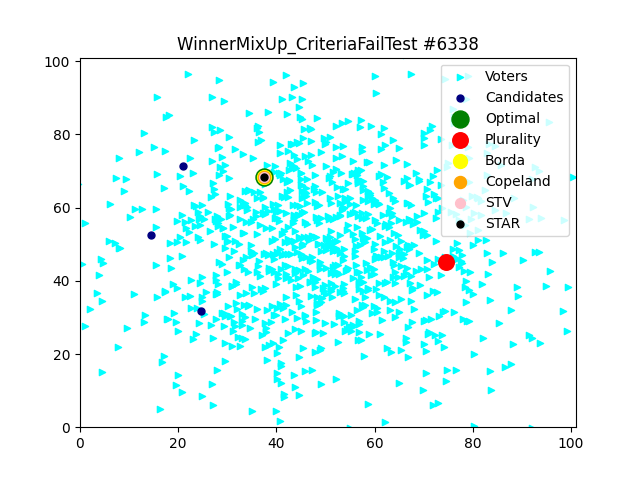 WinnerMixUp_CriteriaFailTest #6338
100
80
60
40
20
0
0 20 40 60 80 100
Voters
Candidates
Optimal
Plurality
Borda
Copeland
STV
STAR